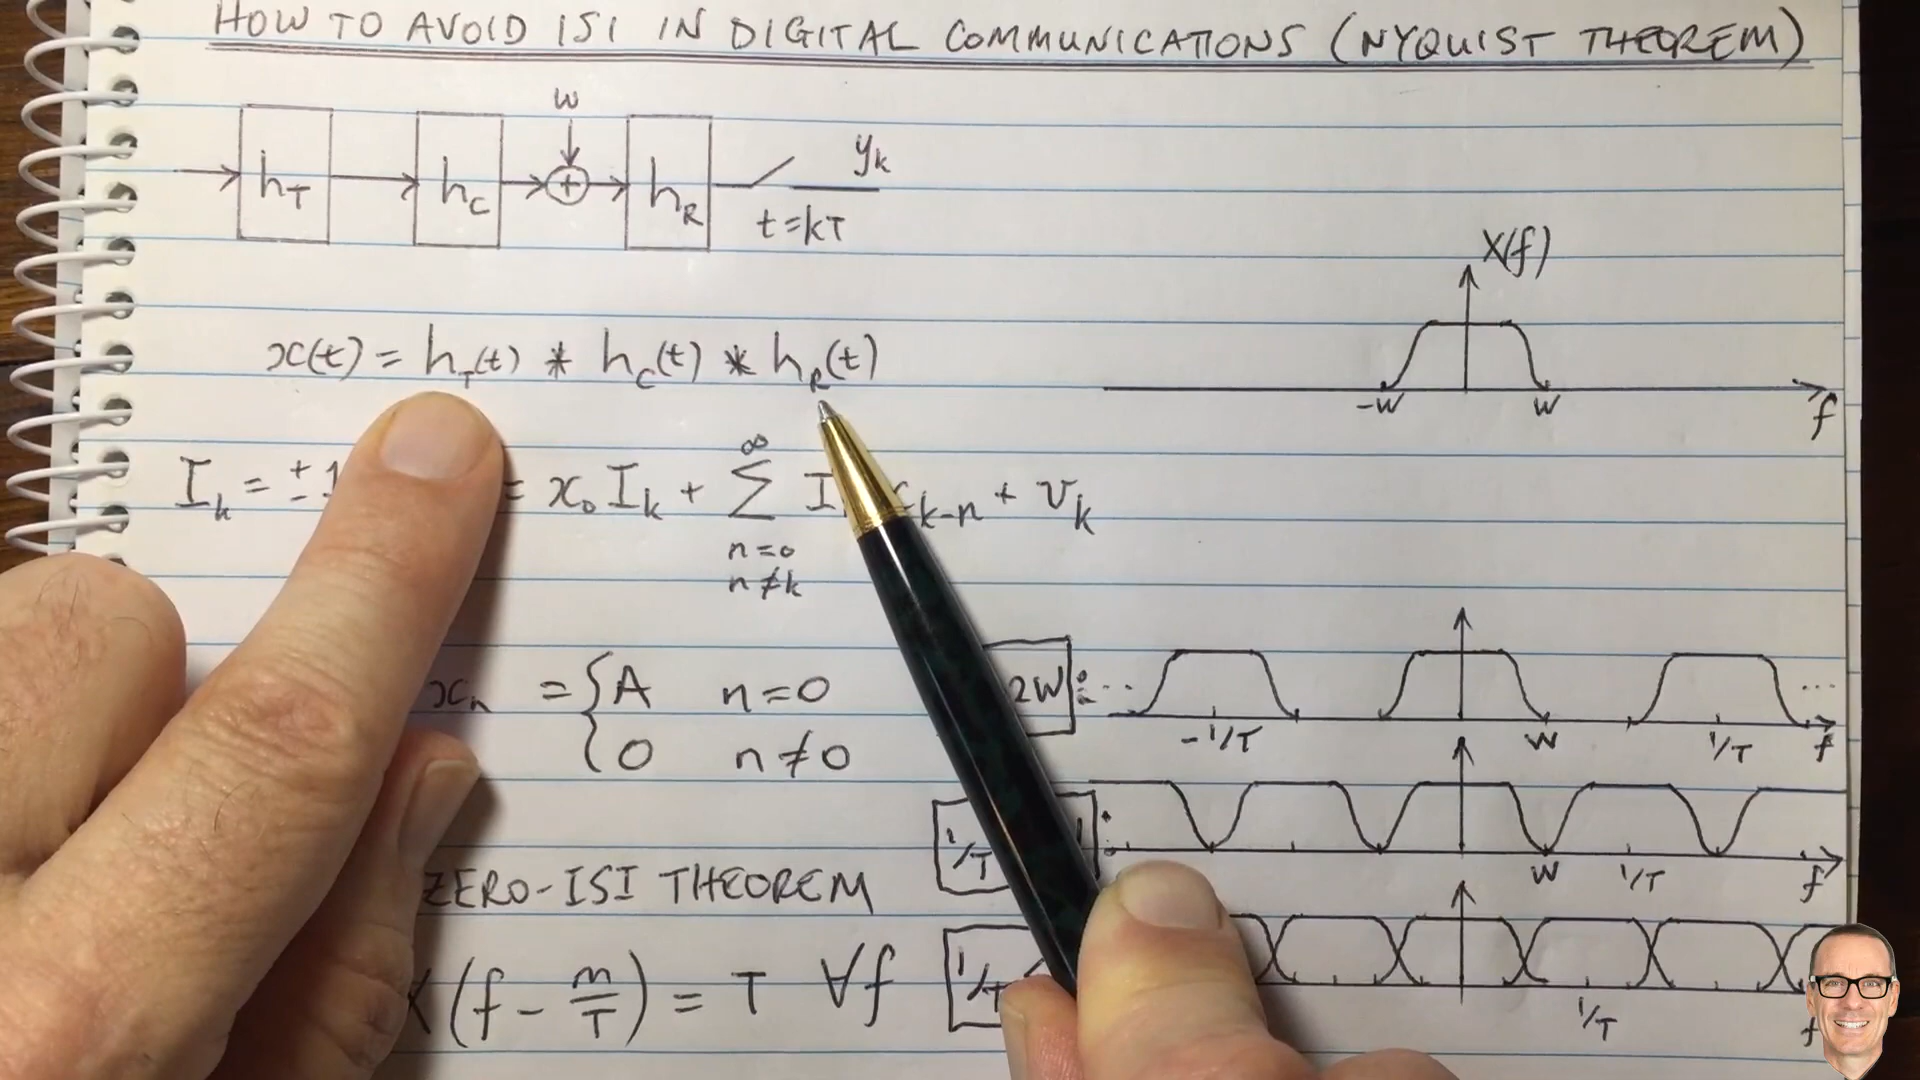 HOW TO AVOID ISI IN DIGITAL COMMUNICATIONS (NYQUIST THEOREM)
w
h_T
h_C
+
h_R
y_k
t=kT
x(t) = h_T(t) * h_C(t) * h_R(t)
X(f)
-W
W
f
I_k = ±1
= x_0 I_k + ∑ I k-n + v_k
∞
n=0
n≠k
x_n = { A n=0
0 n≠0
2W
...
-1/T
W
1/T
f
...
1/T
W
1/T
f
ZERO-ISI THEOREM
(f - m/T) = T ∀f
1/T
1/T
f